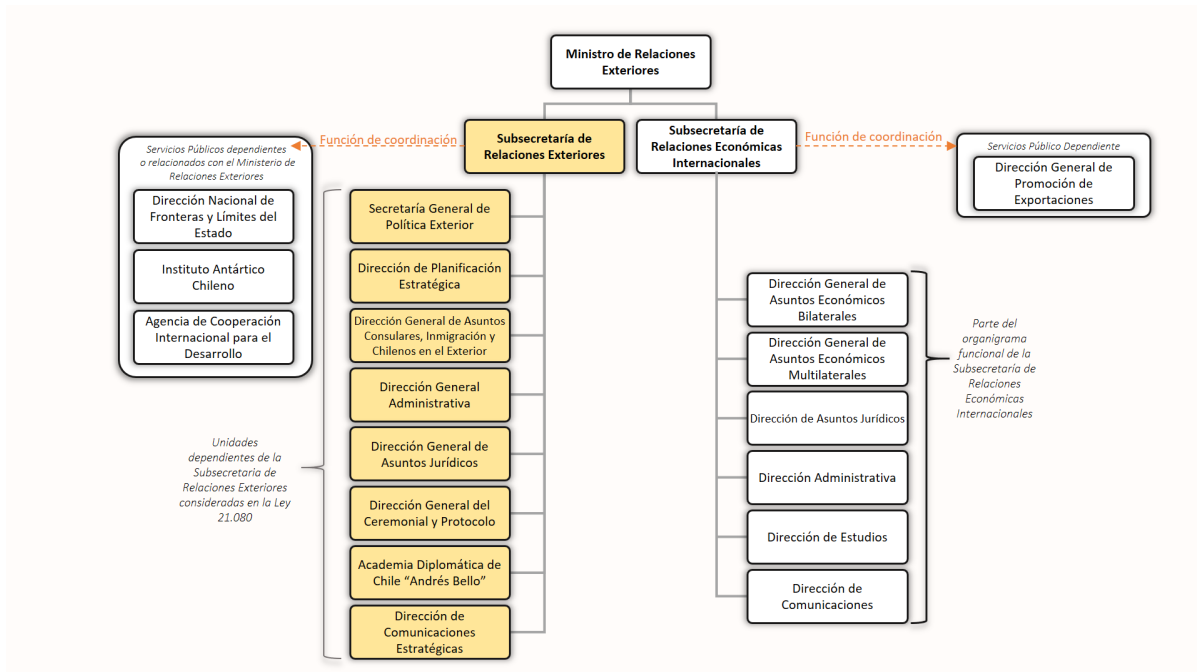 Ministro de Relaciones
Exteriores
Función de coordinación
Subsecretaría de
Relaciones Exteriores
Subsecretaría de
Relaciones Económicas
Internacionales
Función de coordinación
Servicios Públicos dependientes
o relacionados con el Ministerio de
Relaciones Exteriores
Dirección Nacional de
Fronteras y Límites del
Estado
Instituto Antártico
Chileno
Agencia de Cooperación
Internacional para el
Desarrollo
Servicios Público Dependiente
Dirección General de
Promoción de
Exportaciones
Secretaría General de
Política Exterior
Dirección de Planificación
Estratégica
Dirección General de Asuntos
Consulares, Inmigración y
Chilenos en el Exterior
Dirección General
Administrativa
Dirección General de
Asuntos Jurídicos
Dirección General del
Ceremonial y Protocolo
Academia Diplomática de
Chile “Andrés Bello”
Dirección de
Comunicaciones
Estratégicas
Unidades
dependientes de la
Subsecretaria de
Relaciones Exteriores
consideradas en la Ley
21.080
Dirección General de
Asuntos Económicos
Bilaterales
Dirección General de
Asuntos Económicos
Multilaterales
Dirección de Asuntos Jurídicos
Dirección Administrativa
Dirección de Estudios
Dirección de
Comunicaciones
Parte del
organigrama
funcional de la
Subsecretaría de
Relaciones
Económicas
Internacionales